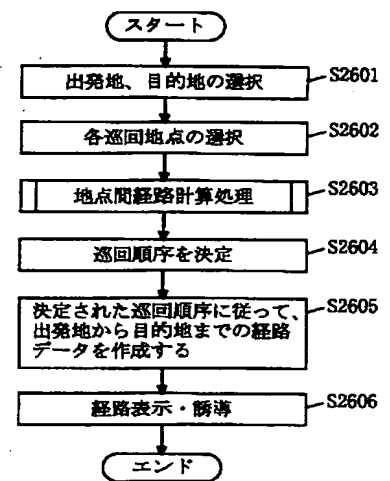 スタート
出発地、目的地の選択
S2601
各巡回地点の選択
S2602
地点間経路計算処理
S2603
巡回順序を決定
S2604
決定された巡回順序に従って、
出発地から目的地までの経路
データを作成する
S2605
経路表示・誘導
S2606
エンド